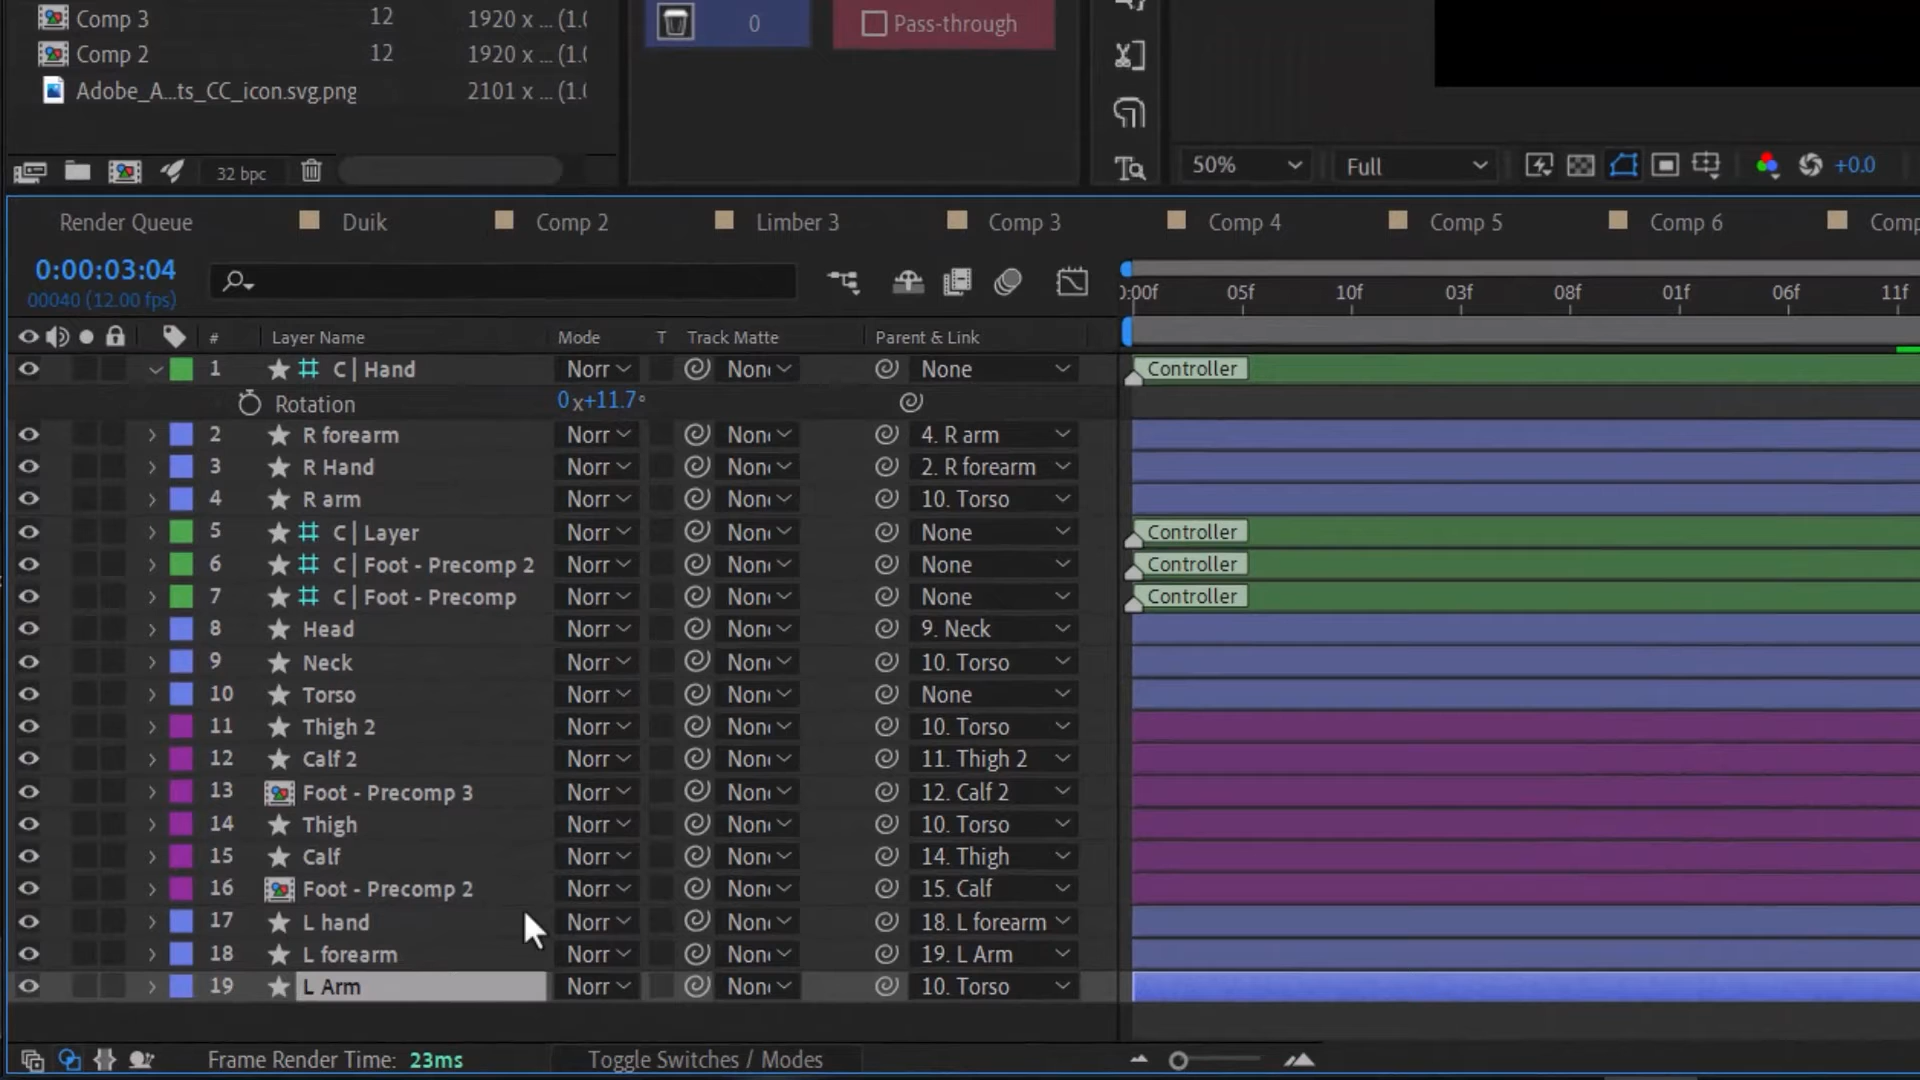 Comp 3 12 1920 x ... (1.0
Comp 2 12 1920 x ... (1.0
Adobe_A...ts_CC_icon.svg.png 2101 x ... (1.0
0 Pass-through
32 bpc 50% Full +0.0
Render Queue Duik Comp 2 Limber 3 Comp 3 Comp 4 Comp 5 Comp 6 Comp
0:00:03:04
00040 (12.00 fps)
0:00f 05f 10f 03f 08f 01f 06f 11f
# Layer Name Mode T Track Matte Parent & Link
1 C | Hand Norr None None Controller
Rotation 0x+11.7°
2 R forearm Norr Non 4. R arm
3 R Hand Norr Non 2. R forearm
4 R arm Norr Non 10. Torso
5 C | Layer Norr Non None Controller
6 C | Foot - Precomp 2 Norr Non None Controller
7 C | Foot - Precomp Norr Non None Controller
8 Head Norr Non 9. Neck
9 Neck Norr Non 10. Torso
10 Torso Norr Non None
11 Thigh 2 Norr Non 10. Torso
12 Calf 2 Norr Non 11. Thigh 2
13 Foot - Precomp 3 Norr Non 12. Calf 2
14 Thigh Norr Non 10. Torso
15 Calf Norr Non 14. Thigh
16 Foot - Precomp 2 Norr Non 15. Calf
17 L hand Norr Non 18. L forearm
18 L forearm Norr Non 19. L Arm
19 L Arm Norr Non 10. Torso
Frame Render Time: 23ms Toggle Switches / Modes